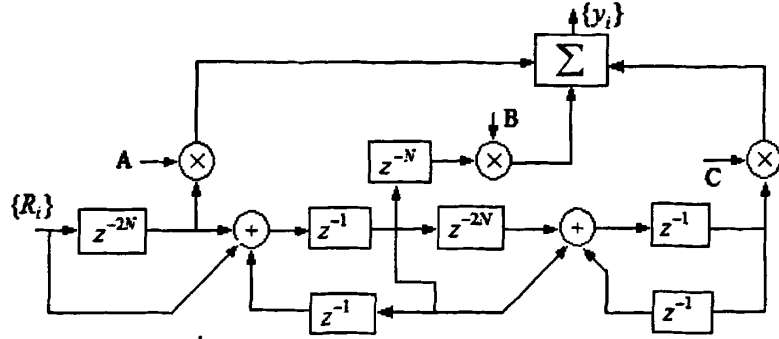 {y_i}
Σ
B
A
×
z^{-N}
×
×
C
{R_i}
z^{-2N}
+
z^{-1}
z^{-2N}
+
z^{-1}
z^{-1}
z^{-1}